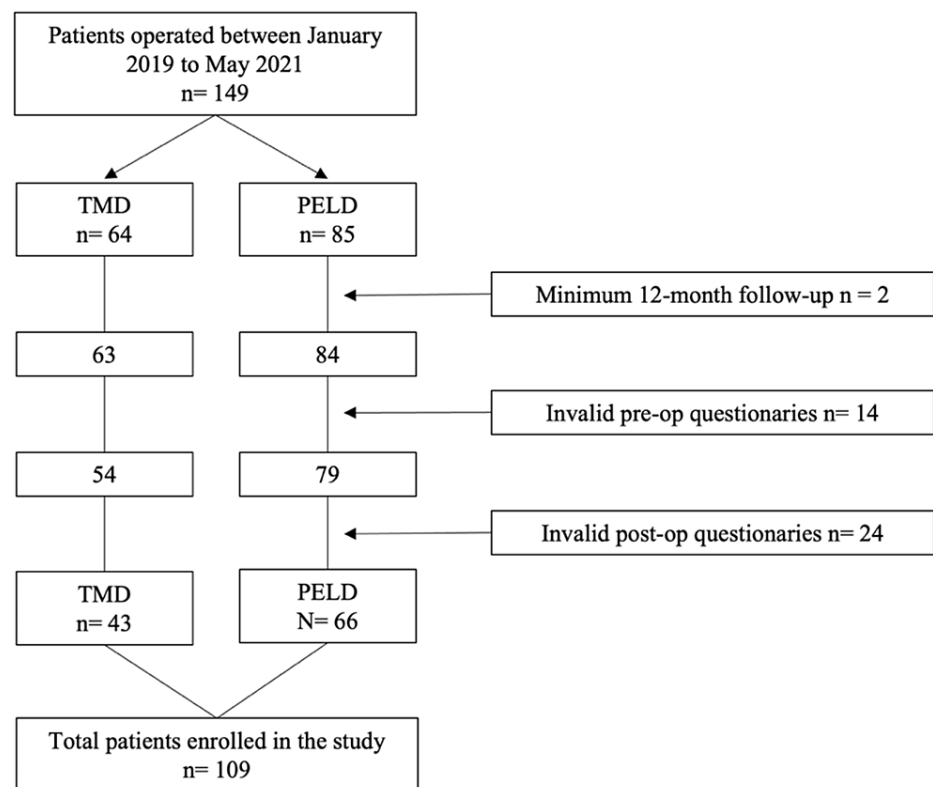 Patients operated between January
2019 to May 2021
n= 149
TMD
n= 64
PELD
n= 85
Minimum 12-month follow-up n = 2
63
84
Invalid pre-op questionaries n= 14
54
79
Invalid post-op questionaries n= 24
TMD
n= 43
PELD
N= 66
Total patients enrolled in the study
n= 109